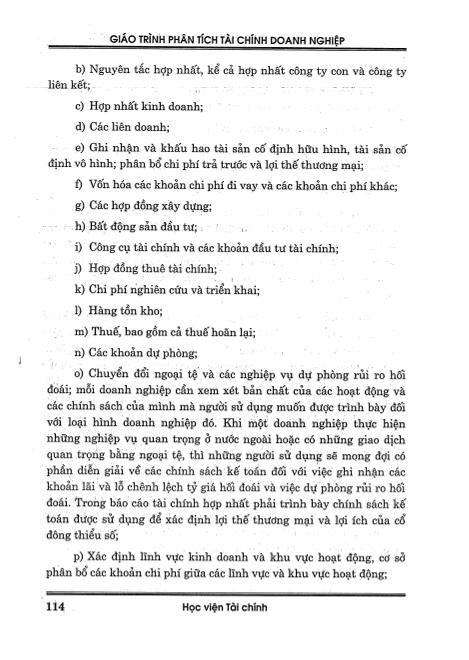 GIÁO TRÌNH PHÂN TÍCH TÀI CHÍNH DOANH NGHIỆP
b) Nguyên tắc hợp nhất, kể cả hợp nhất công ty con và công ty
liên kết;
c) Hợp nhất kinh doanh;
d) Các liên doanh;
e) Ghi nhận và khấu hao tài sản cố định hữu hình, tài sản cố
định vô hình; phân bổ chi phí trả trước và lợi thế thương mại;
f) Vốn hóa các khoản chi phí đi vay và các khoản chi phí khác;
g) Các hợp đồng xây dựng;
h) Bất động sản đầu tư;
i) Công cụ tài chính và các khoản đầu tư tài chính;
j) Hợp đồng thuê tài chính;
k) Chi phí nghiên cứu và triển khai;
l) Hàng tồn kho;
m) Thuế, bao gồm cả thuế hoãn lại;
n) Các khoản dự phòng;
o) Chuyển đổi ngoại tệ và các nghiệp vụ dự phòng rủi ro hối
đoái; mỗi doanh nghiệp cần xem xét bản chất của các hoạt động và
các chính sách của mình mà người sử dụng muốn được trình bày đối
với loại hình doanh nghiệp đó. Khi một doanh nghiệp thực hiện
những nghiệp vụ quan trọng ở nước ngoài hoặc có những giao dịch
quan trọng bằng ngoại tệ, thì những người sử dụng sẽ mong đợi có
phần diễn giải về các chính sách kế toán đối với việc ghi nhận các
khoản lãi và lỗ chênh lệch tỷ giá hối đoái và việc dự phòng rủi ro hối
đoái. Trong báo cáo tài chính hợp nhất phải trình bày chính sách kế
toán được sử dụng để xác định lợi thế thương mại và lợi ích của cổ
đông thiểu số;
p) Xác định lĩnh vực kinh doanh và khu vực hoạt động, cơ sở
phân bổ các khoản chi phí giữa các lĩnh vực và khu vực hoạt động;
114 Học viện Tài chính